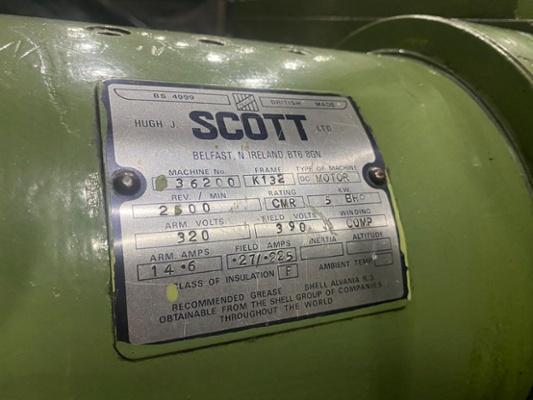 BS 4999 BRITISH MADE
HUGH J. SCOTT LTD
BELFAST, N. IRELAND, BT6 8GN
MACHINE No. FRAME TYPE OF MACHINE
36200 K132 DC MOTOR
REV / MIN RATING KW
2500 CMR 5 BHP
ARM VOLTS FIELD VOLTS WINDING
320 390 COMP
ARM. AMPS FIELD AMPS INERTIA ALTITUDE
14.6 .27/.225
CLASS OF INSULATION F AMBIENT TEMP
RECOMMENDED GREASE SHELL ALVANIA R.3
OBTAINABLE FROM THE SHELL GROUP OF COMPANIES
THROUGHOUT THE WORLD